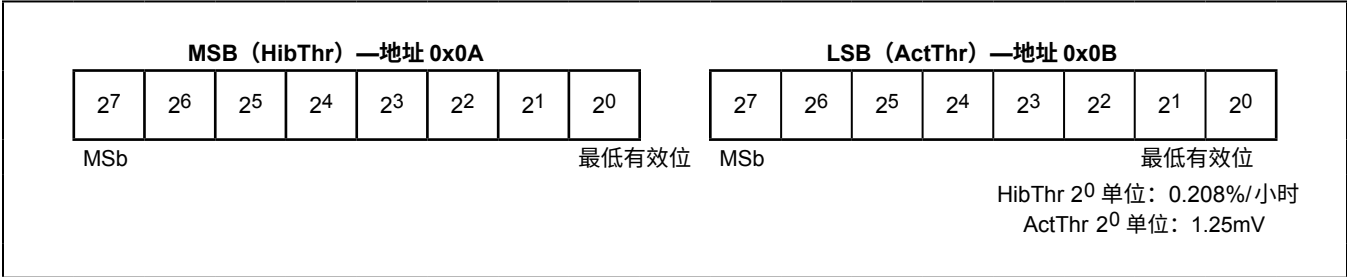 MSB（HibThr）—地址 0x0A LSB（ActThr）—地址 0x0B
2⁷ 2⁶ 2⁵ 2⁴ 2³ 2² 2¹ 2⁰ 2⁷ 2⁶ 2⁵ 2⁴ 2³ 2² 2¹ 2⁰
MSb 最低有效位 MSb 最低有效位
HibThr 2⁰ 单位：0.208%/小时
ActThr 2⁰ 单位：1.25mV